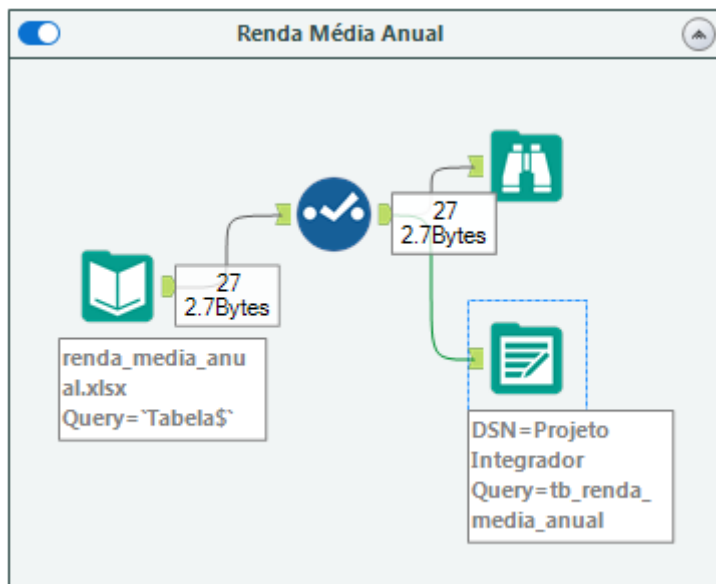 Renda Média Anual
27
2.7Bytes
27
2.7Bytes
renda_media_anu
al.xlsx
Query=`Tabela$`
DSN=Projeto
Integrador
Query=tb_renda_
media_anual